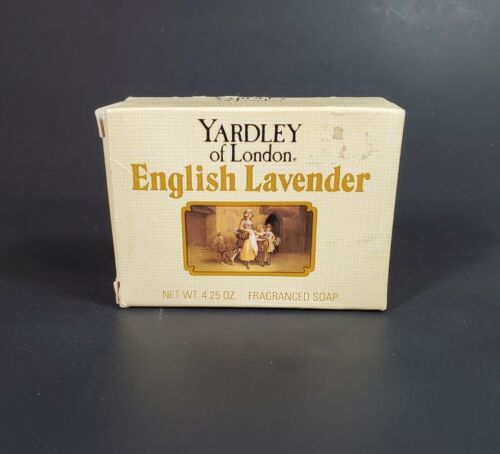 YARDLEY
of London®
English Lavender
NET WT. 4.25 OZ. FRAGRANCED SOAP